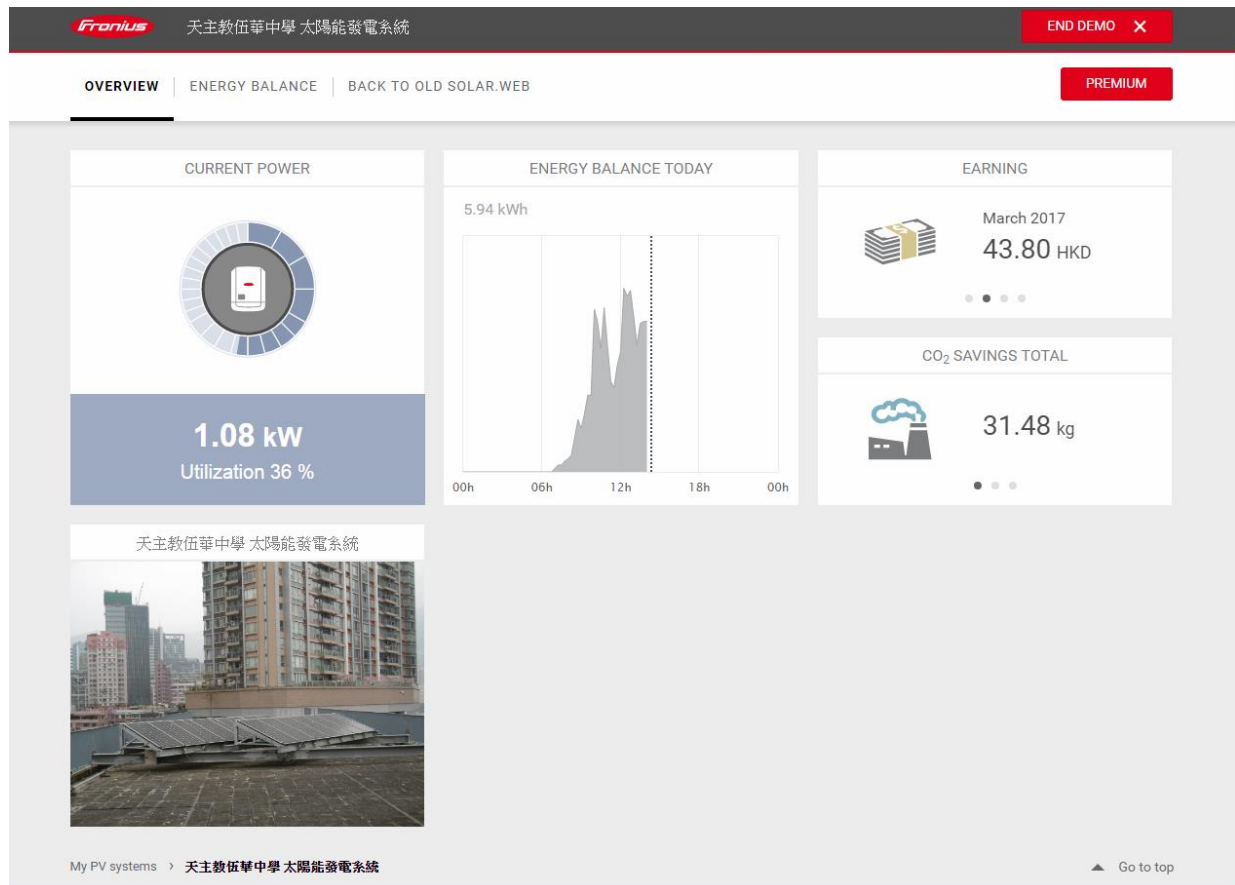 Fronius
天主教伍華中學 太陽能發電系統
END DEMO ✕
OVERVIEW
ENERGY BALANCE
BACK TO OLD SOLAR.WEB
PREMIUM
CURRENT POWER
1.08 kW
Utilization 36 %
ENERGY BALANCE TODAY
5.94 kWh
00h 06h 12h 18h 00h
EARNING
March 2017
43.80 HKD
CO₂ SAVINGS TOTAL
31.48 kg
天主教伍華中學 太陽能發電系統
My PV systems › 天主教伍華中學 太陽能發電系統
Go to top